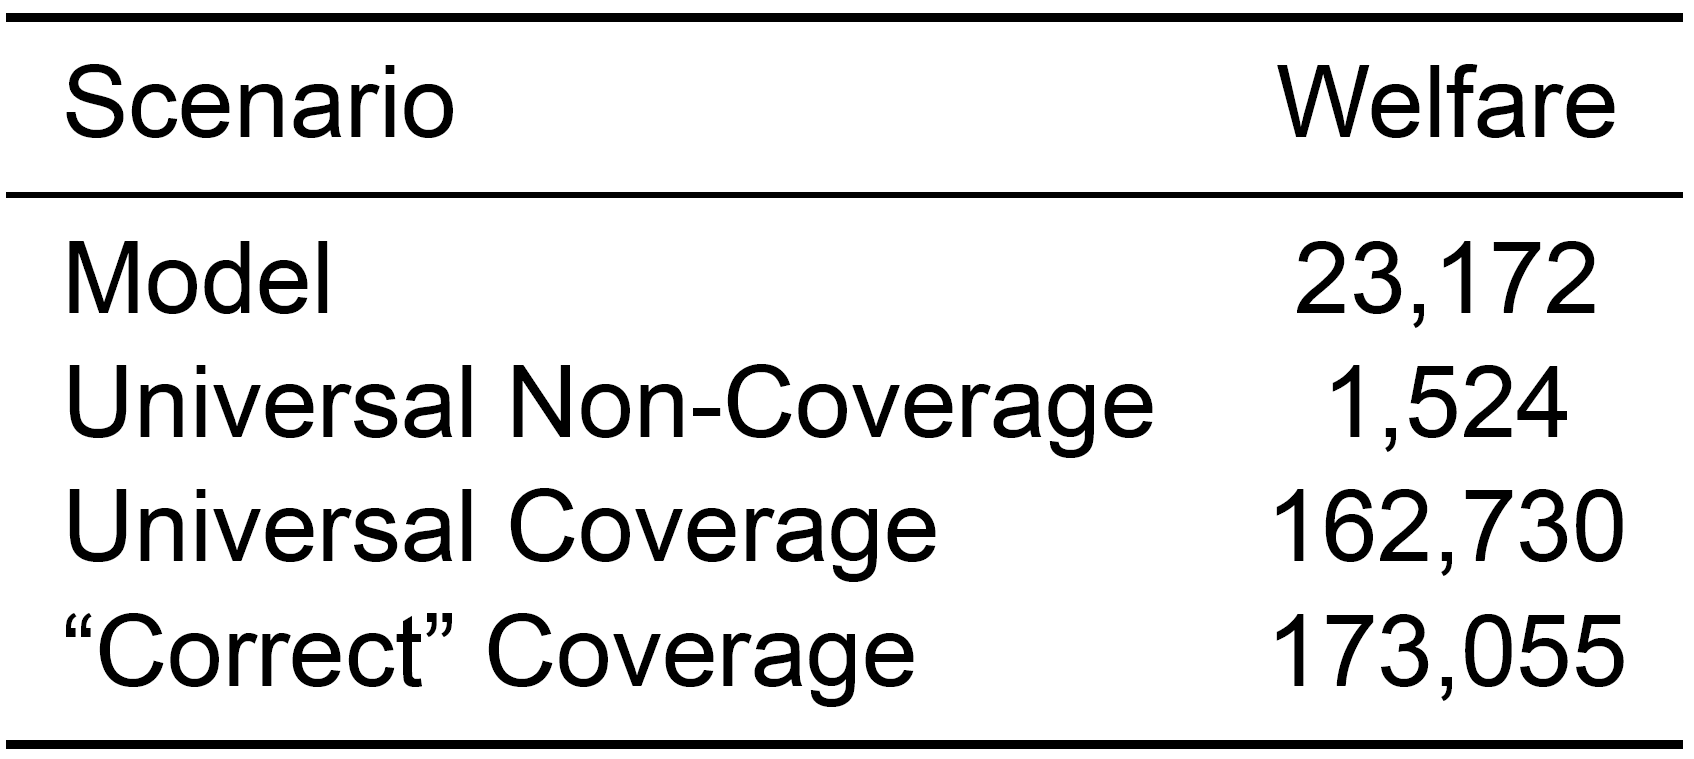 Scenario Welfare
Model 23,172
Universal Non-Coverage 1,524
Universal Coverage 162,730
“Correct” Coverage 173,055